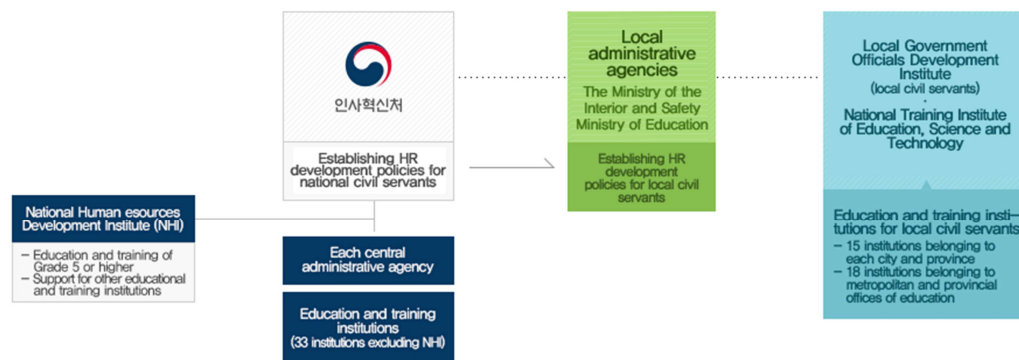 인사혁신처
Establishing HR
development policies for
national civil servants
National Human esources
Development Institute (NHI)
– Education and training of
Grade 5 or higher
– Support for other educational
and training institutions
Each central
administrative agency
Education and training
institutions
(33 institutions excluding NHI)
Local
administrative
agencies
The Ministry of the
Interior and Safety
Ministry of Education
Establishing HR
development
policies for local civil
servants
Local Government
Officials Development
Institute
(local civil servants)
·
National Training Institute
of Education, Science and
Technology
Education and training insti-
tutions for local civil servants
– 15 institutions belonging to
each city and province
– 18 institutions belonging to
metropolitan and provincial
offices of education